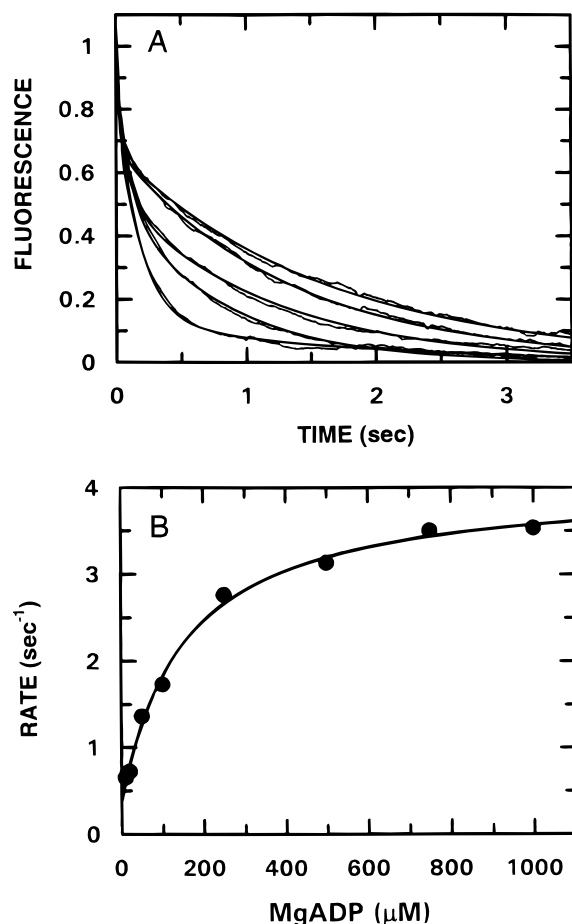 A
1
0.8
0.6
0.4
0.2
0
FLUORESCENCE
0 1 2 3
TIME (sec)
B
4
3
2
1
0
RATE (sec⁻¹)
0 200 400 600 800 1000
MgADP (μM)